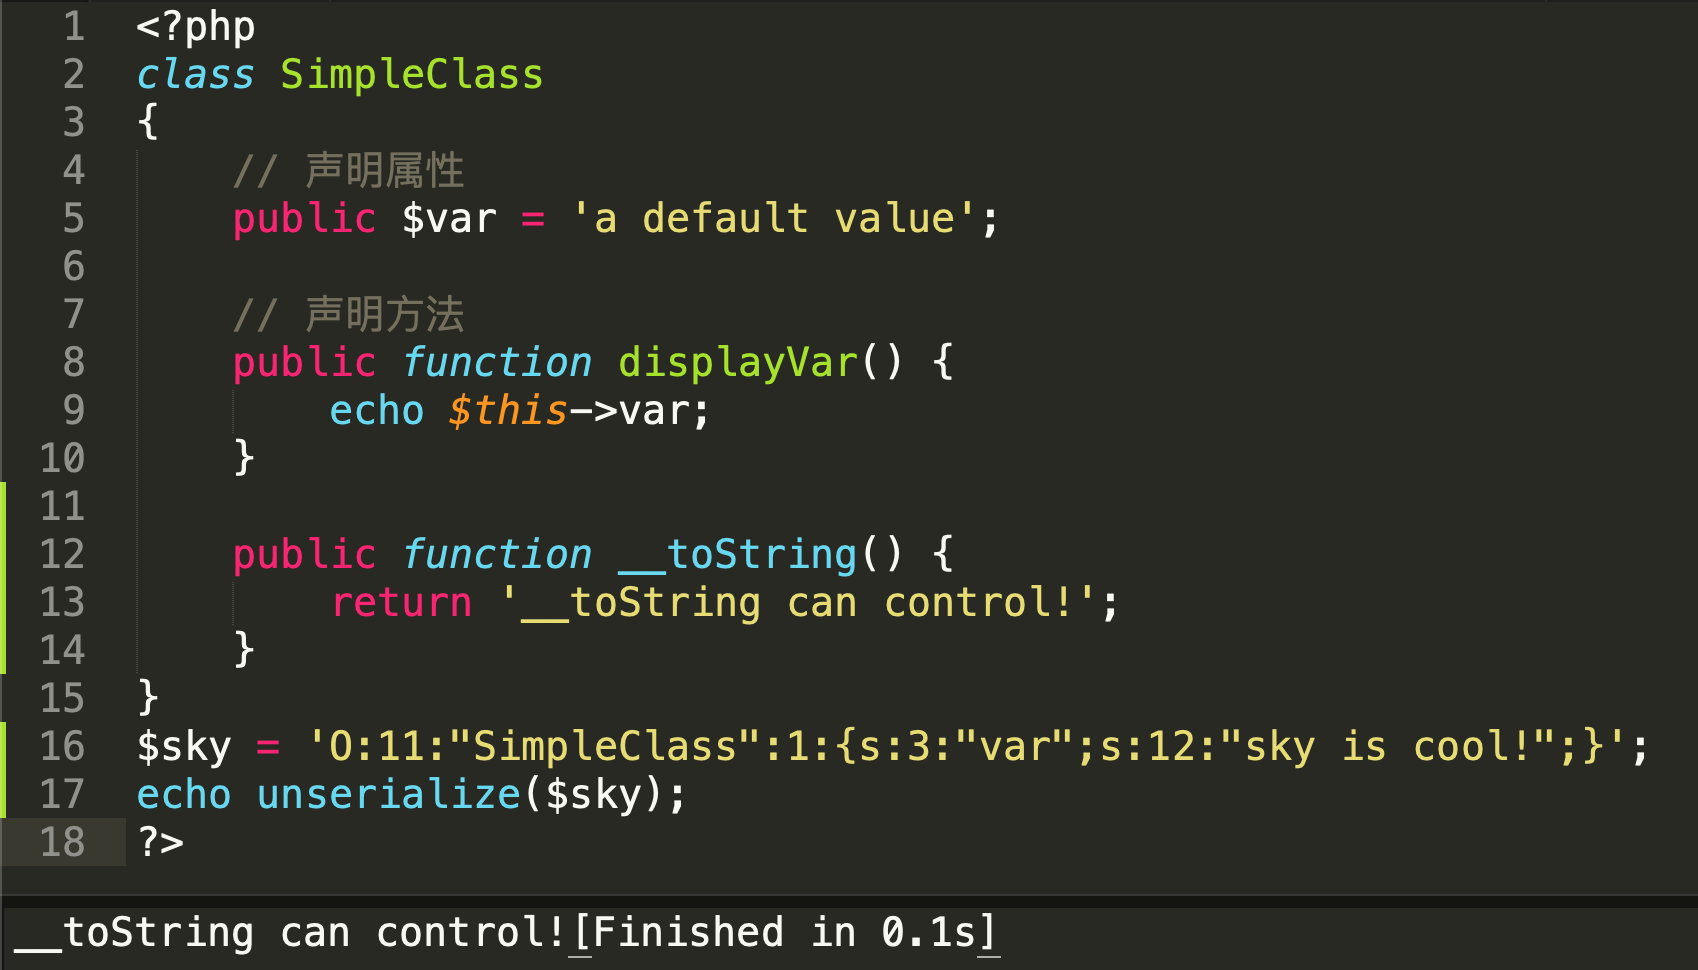 1 <?php
2 class SimpleClass
3 {
4 // 声明属性
5 public $var = 'a default value';
6
7 // 声明方法
8 public function displayVar() {
9 echo $this->var;
10 }
11
12 public function __toString() {
13 return '__toString can control!';
14 }
15 }
16 $sky = 'O:11:"SimpleClass":1:{s:3:"var";s:12:"sky is cool!";}';
17 echo unserialize($sky);
18 ?>
__toString can control![Finished in 0.1s]